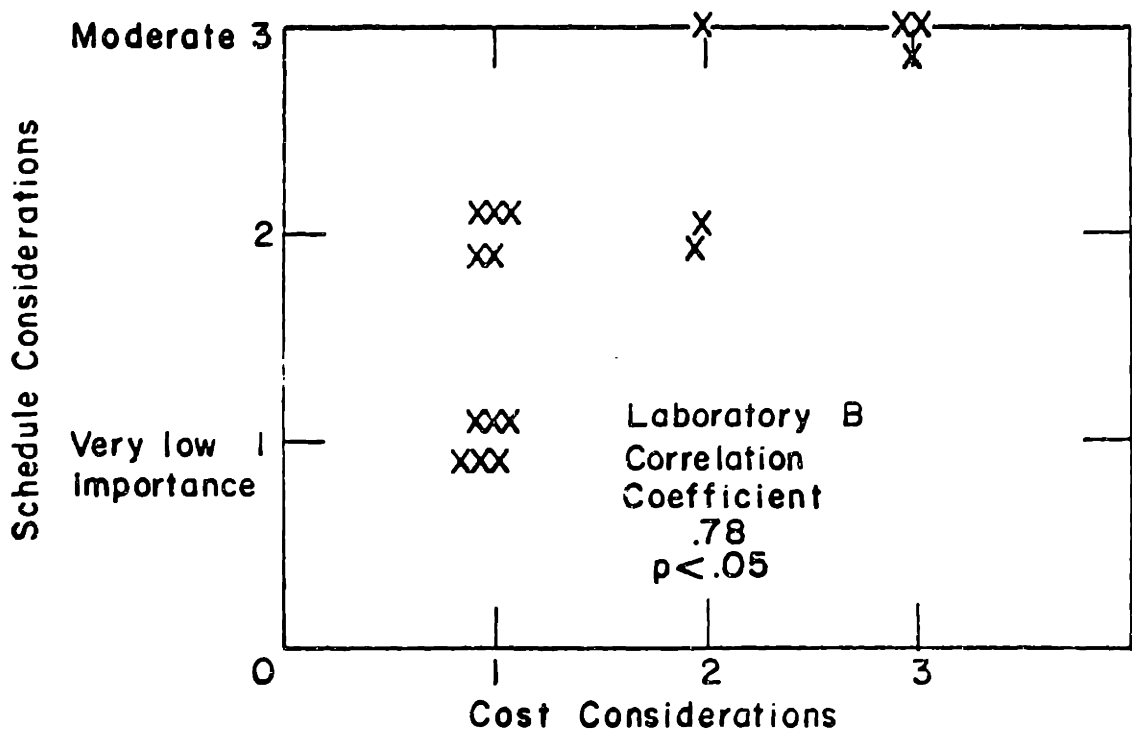 Moderate 3
Schedule Considerations
2
Very low 1
importance
Laboratory B
Correlation
Coefficient
.78
p < .05
0 1 2 3
Cost Considerations